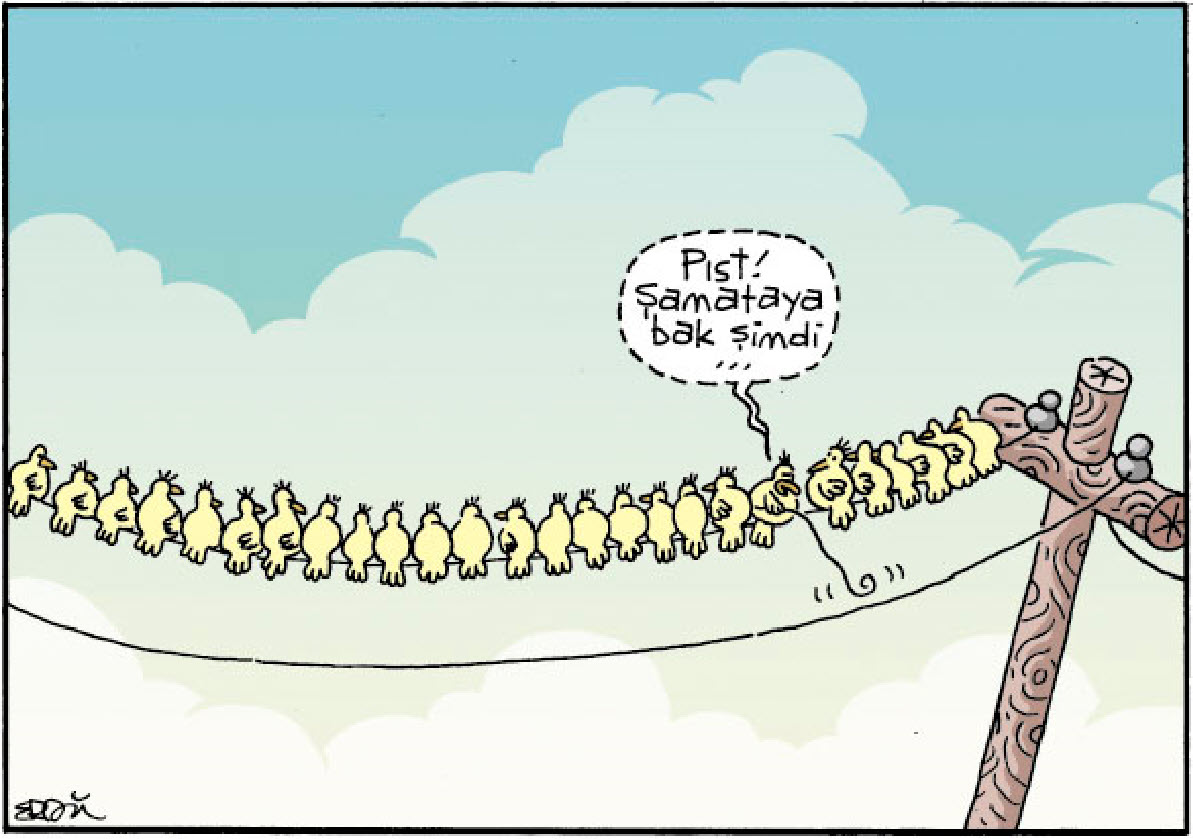 Pıst!
Şamataya
bak şimdi
...